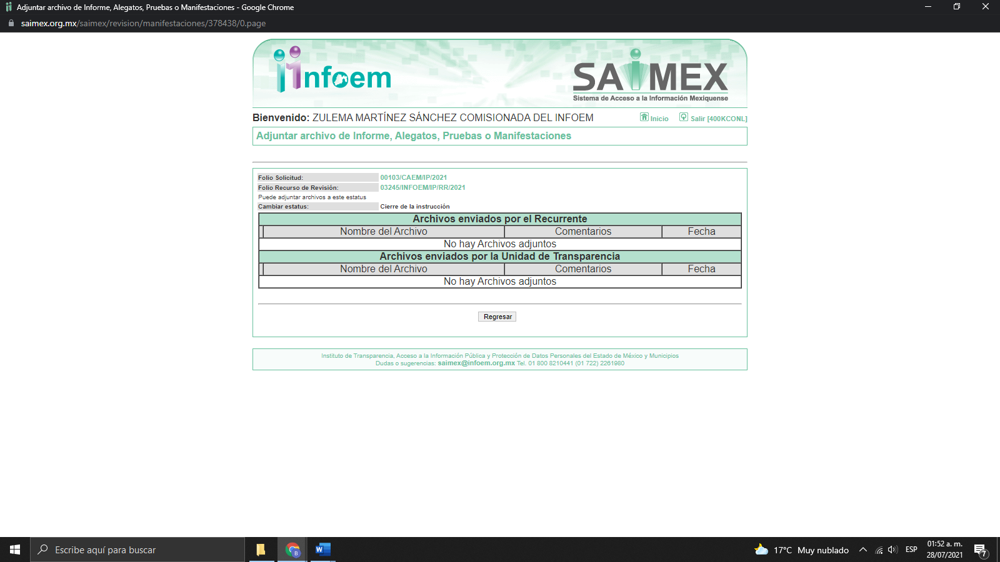 Adjuntar archivo de Informe, Alegatos, Pruebas o Manifestaciones - Google Chrome
saimex.org.mx/saimex/revision/manifestaciones/378438/0.page
infoem
SAIMEX
Sistema de Acceso a la Información Mexiquense
Bienvenido: ZULEMA MARTÍNEZ SÁNCHEZ COMISIONADA DEL INFOEM Inicio Salir [400KCONL]
Adjuntar archivo de Informe, Alegatos, Pruebas o Manifestaciones
Folio Solicitud: 00103/CAEM/IP/2021
Folio Recurso de Revisión: 03245/INFOEM/IP/RR/2021
Puede adjuntar archivos a este estatus
Cambiar estatus: Cierre de la instrucción
Archivos enviados por el Recurrente
Nombre del Archivo Comentarios Fecha
No hay Archivos adjuntos
Archivos enviados por la Unidad de Transparencia
Nombre del Archivo Comentarios Fecha
No hay Archivos adjuntos
Regresar
Instituto de Transparencia, Acceso a la Información Pública y Protección de Datos Personales del Estado de México y Municipios
Dudas o sugerencias: saimex@infoem.org.mx Tel. 01 800 8210441 (01 722) 2261980
Escribe aquí para buscar
B
W
17°C Muy nublado
ESP
01:52 a. m.
28/07/2021
7